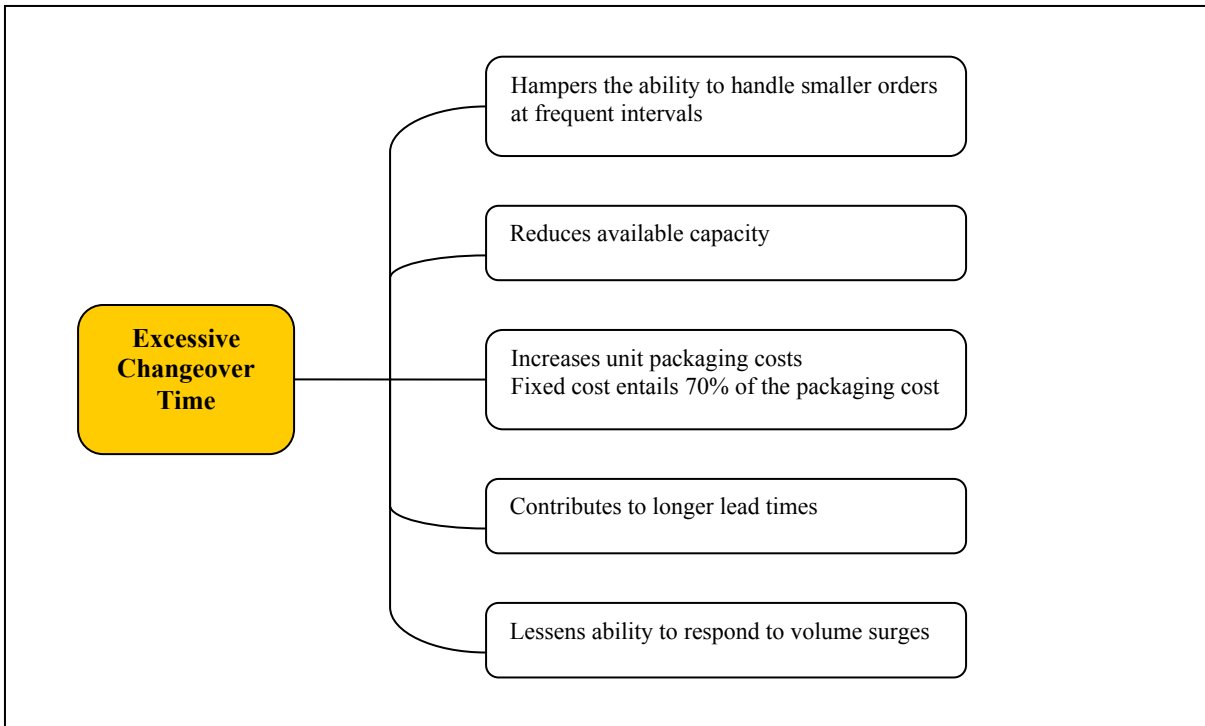 Hampers the ability to handle smaller orders
at frequent intervals
Reduces available capacity
Excessive
Changeover
Time
Increases unit packaging costs
Fixed cost entails 70% of the packaging cost
Contributes to longer lead times
Lessens ability to respond to volume surges